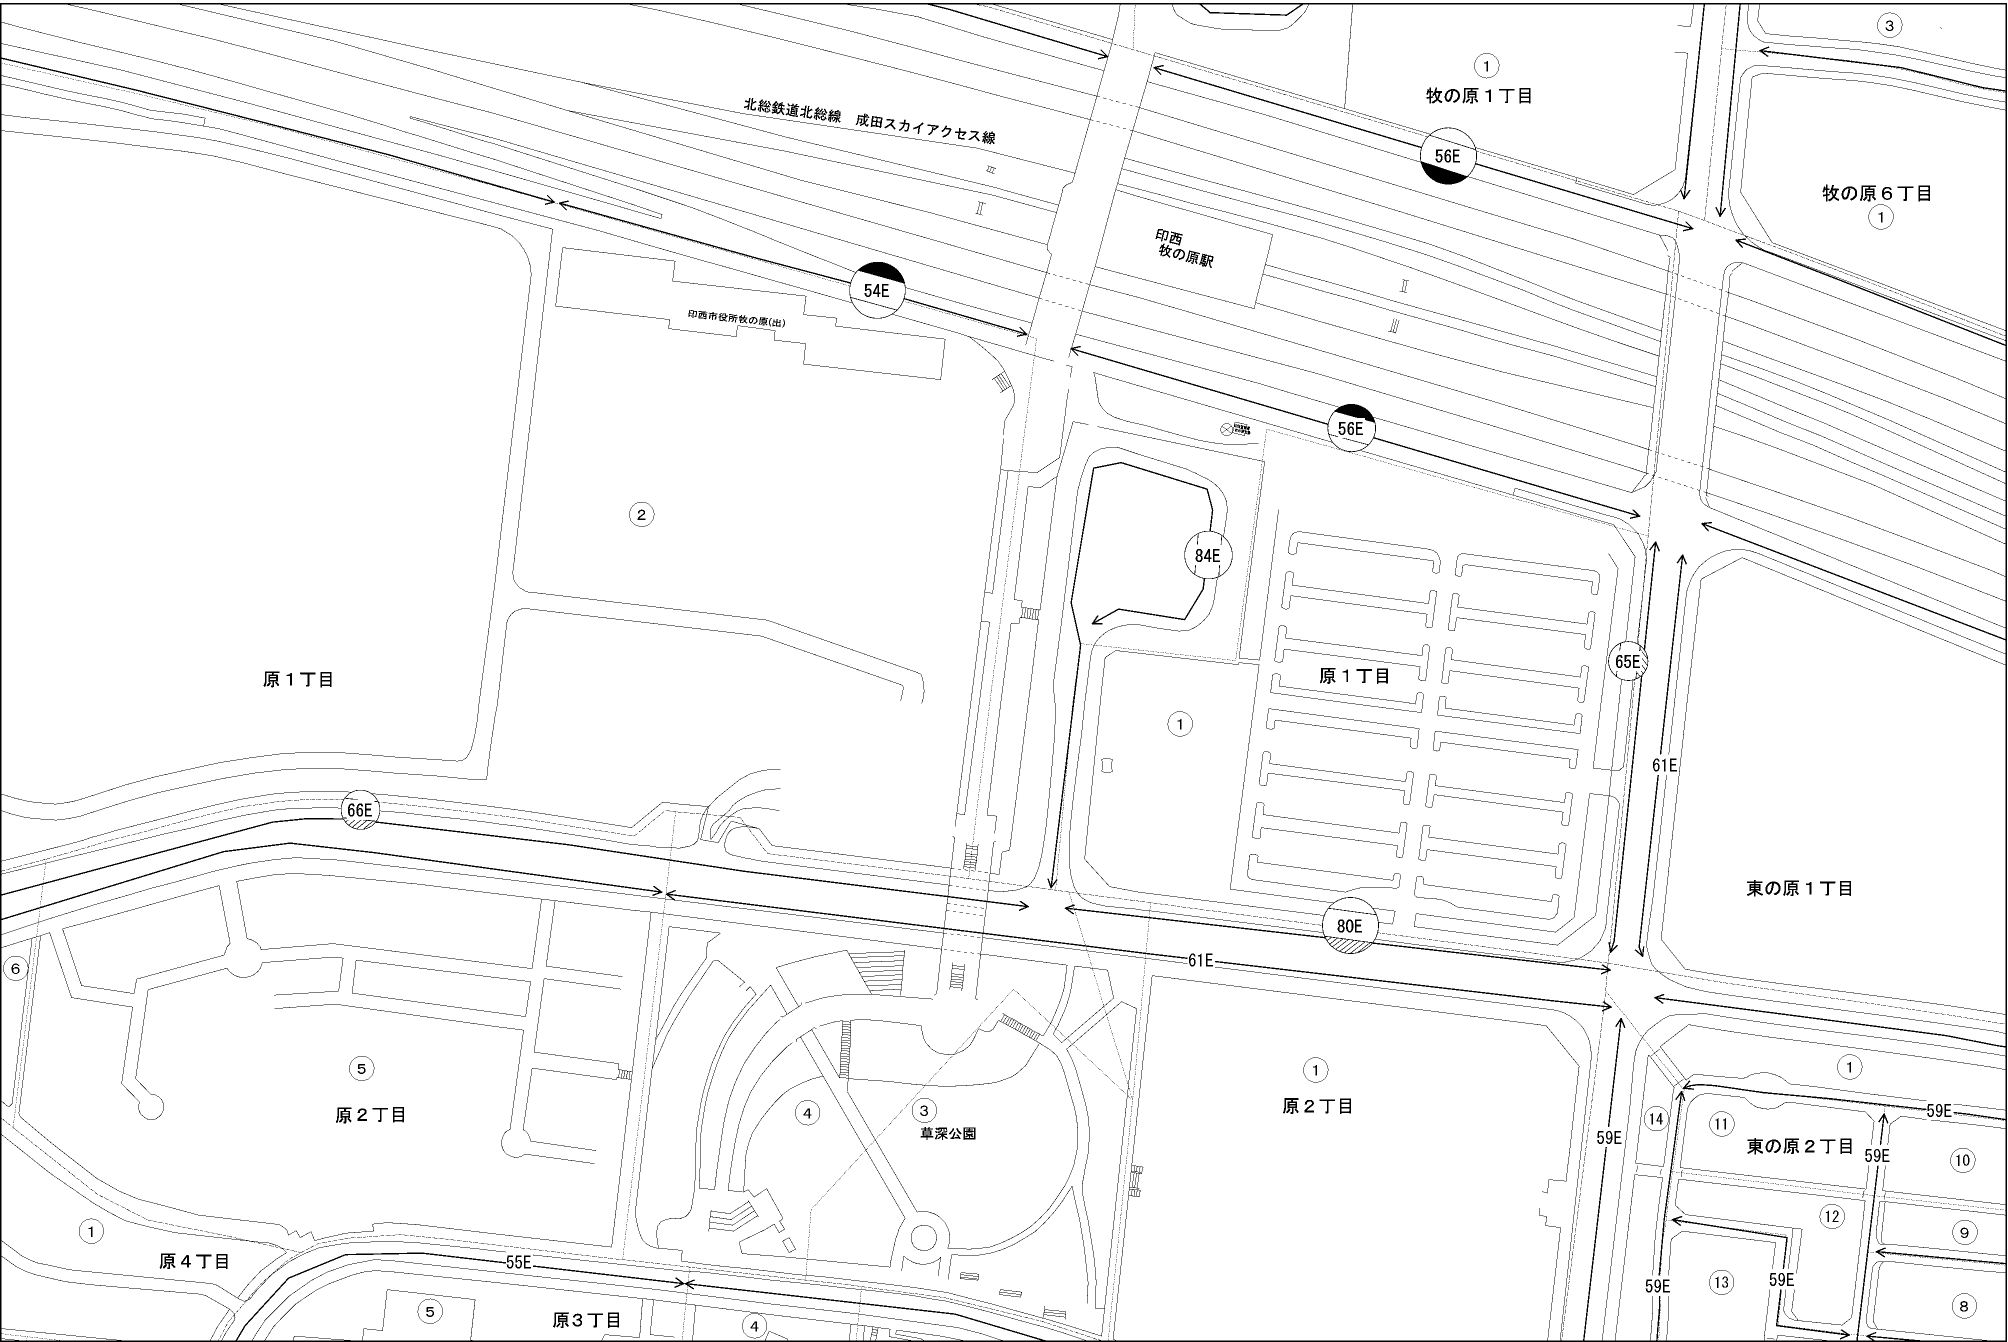 ③
①
牧の原１丁目
北総鉄道北総線　成田スカイアクセス線
56E
牧の原６丁目
①
印西
牧の原駅
54E
印西市役所牧の原(出)
56E
②
84E
65E
原１丁目
原１丁目
①
61E
66E
東の原１丁目
80E
61E
⑥
⑤
原２丁目
④
③
草深公園
①
原２丁目
①
59E
59E
⑭
⑪
東の原２丁目
59E
⑩
⑫
①
原４丁目
55E
⑨
59E
⑬
59E
⑧
⑤
原３丁目
④